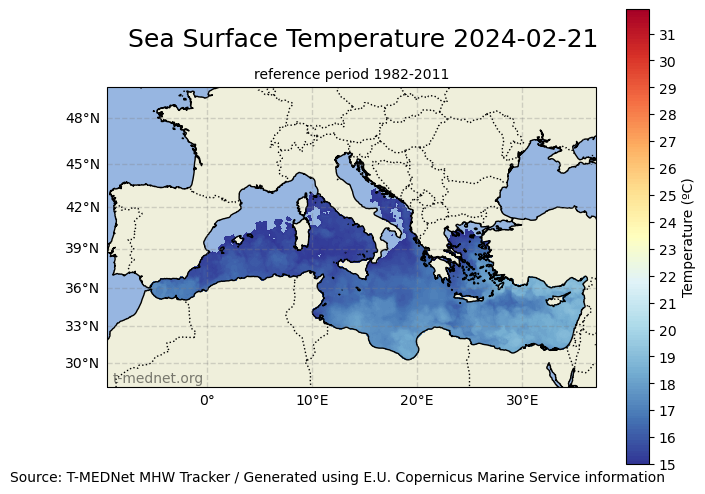 Sea Surface Temperature 2024-02-21
reference period 1982-2011
48°N
45°N
42°N
39°N
36°N
33°N
30°N
0°
10°E
20°E
30°E
t-mednet.org
31
30
29
28
27
26
25
24
23
22
21
20
19
18
17
16
15
Temperature (ºC)
Source: T-MEDNet MHW Tracker / Generated using E.U. Copernicus Marine Service information